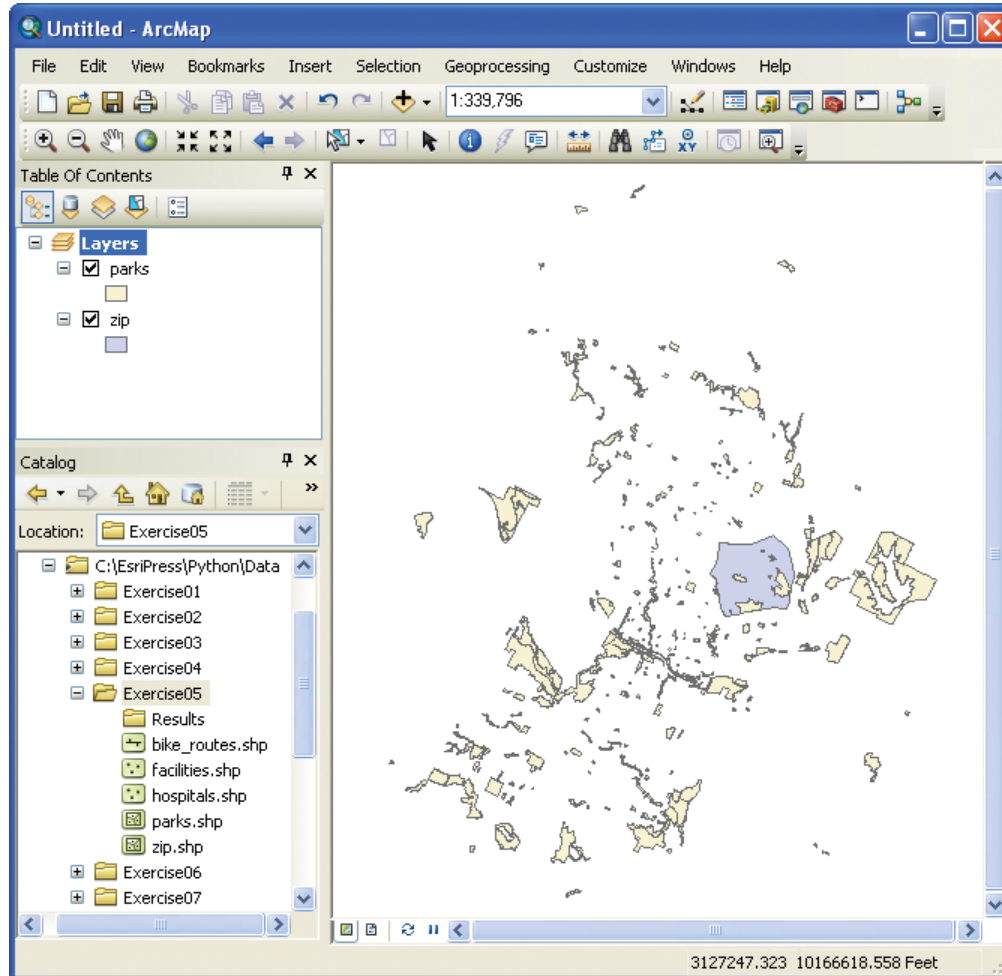 Untitled - ArcMap
File Edit View Bookmarks Insert Selection Geoprocessing Customize Windows Help
1:339,796
XY
Table Of Contents
Layers
parks
zip
Catalog
Location: Exercise05
C:\EsriPress\Python\Data
Exercise01
Exercise02
Exercise03
Exercise04
Exercise05
Results
bike_routes.shp
facilities.shp
hospitals.shp
parks.shp
zip.shp
Exercise06
Exercise07
3127247.323 10166618.558 Feet